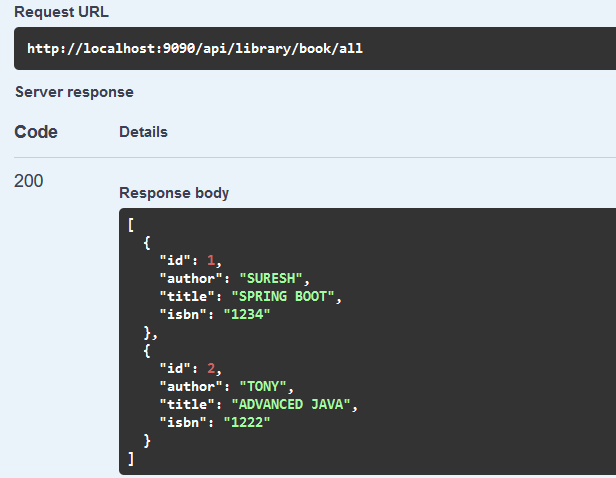 Request URL
http://localhost:9090/api/library/book/all
Server response
Code Details
200
Response body
[
{
"id": 1,
"author": "SURESH",
"title": "SPRING BOOT",
"isbn": "1234"
},
{
"id": 2,
"author": "TONY",
"title": "ADVANCED JAVA",
"isbn": "1222"
}
]